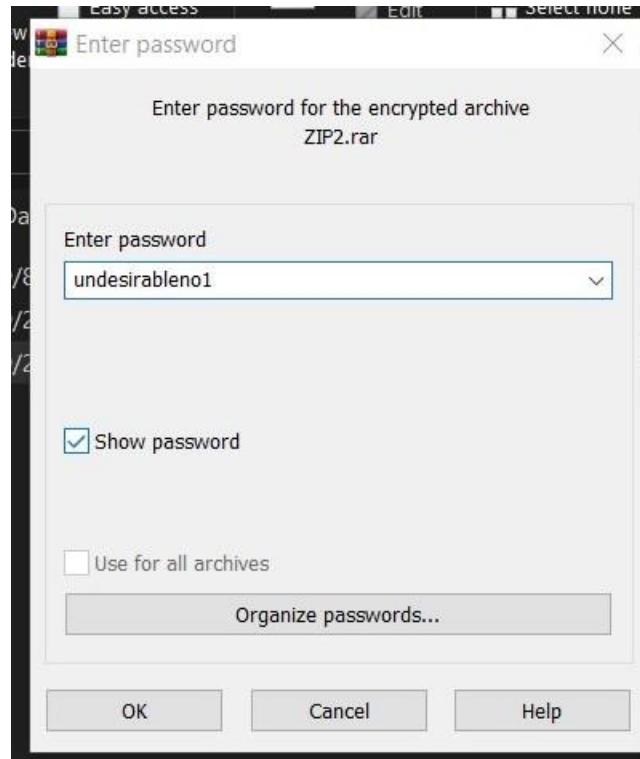 Easy access
Edit
Select none
Enter password
Enter password for the encrypted archive
ZIP2.rar
Enter password
undesirableno1
Show password
Use for all archives
Organize passwords...
OK
Cancel
Help